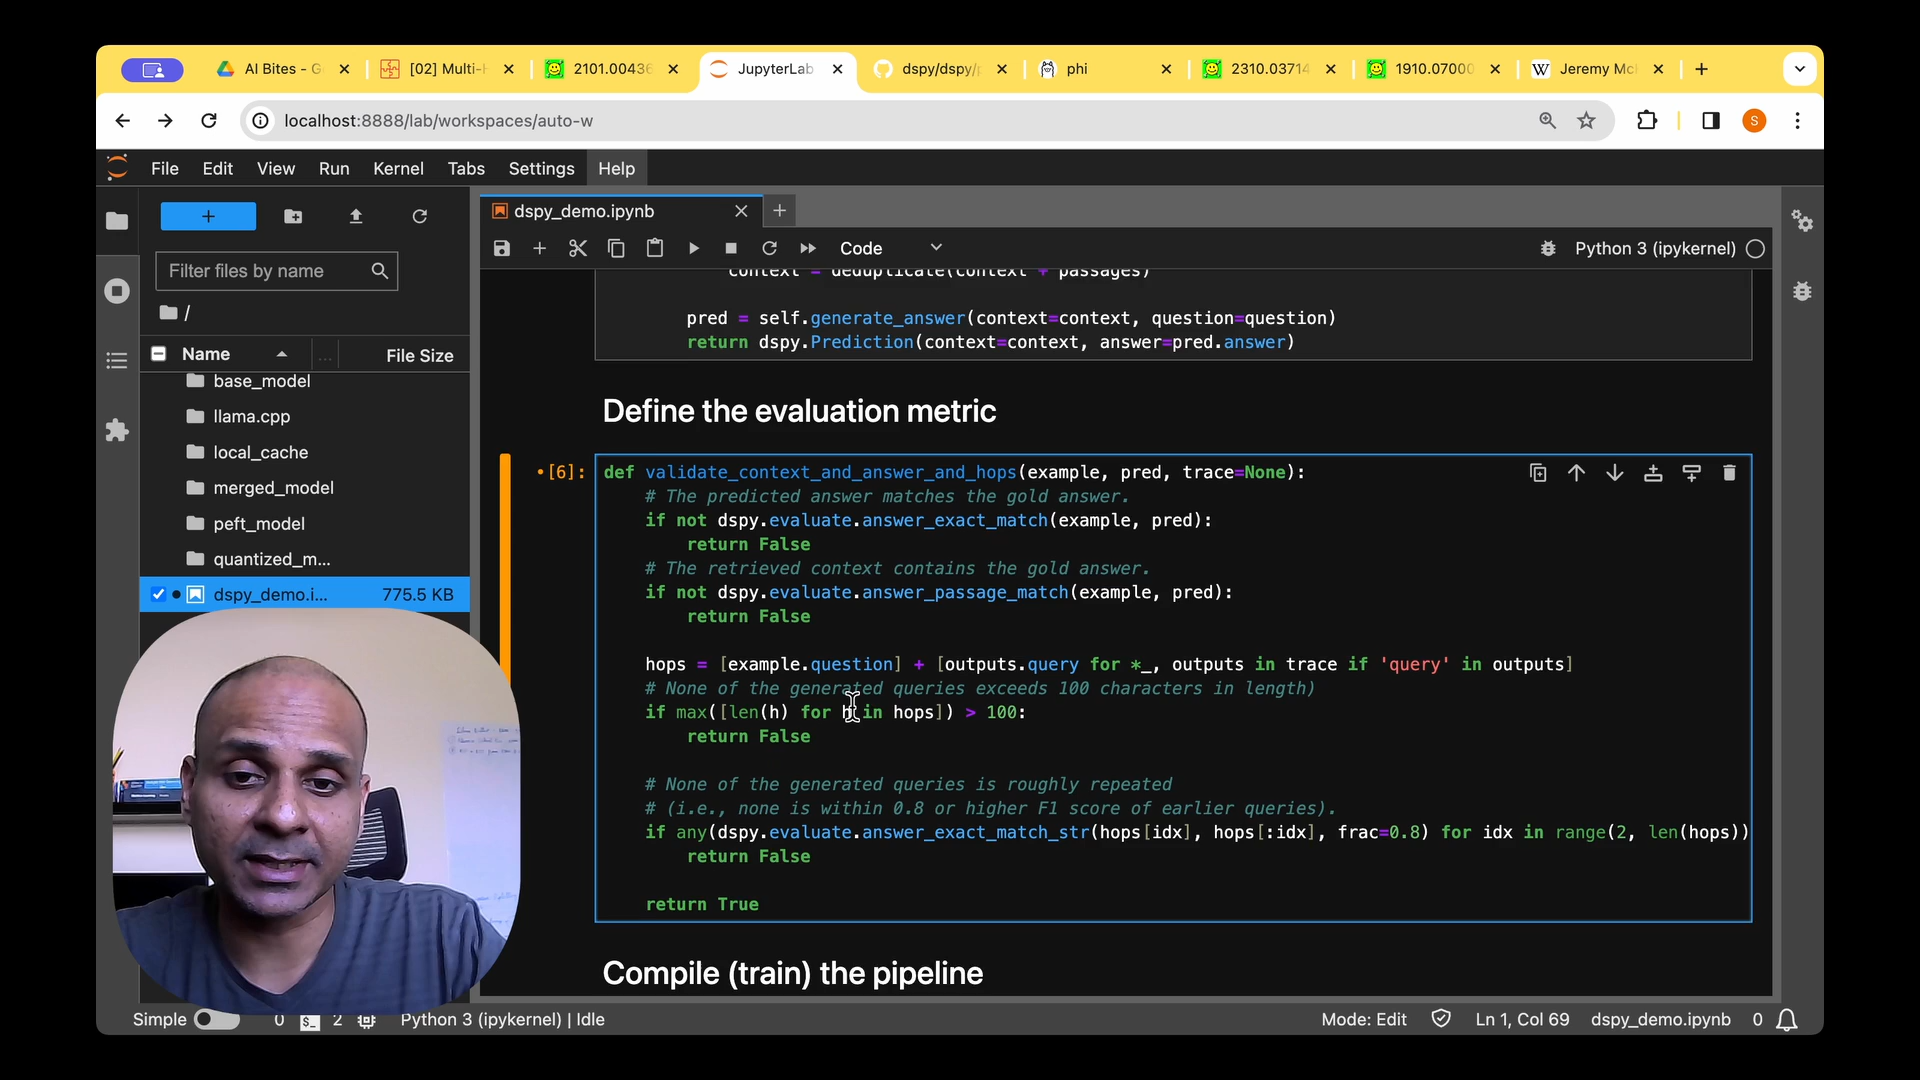 AI Bites - G
[02] Multi-H
2101.00436
JupyterLab
dspy/dspy/p
phi
2310.03714
1910.07000
Jeremy Mc
localhost:8888/lab/workspaces/auto-w
S
File Edit View Run Kernel Tabs Settings Help
dspy_demo.ipynb
Code
Python 3 (ipykernel)
Filter files by name
/
Name ... File Size
base_model
llama.cpp
local_cache
merged_model
peft_model
quantized_m...
dspy_demo.i... 775.5 KB
context = deduplicate(context + passages)
pred = self.generate_answer(context=context, question=question)
return dspy.Prediction(context=context, answer=pred.answer)
Define the evaluation metric
[6]:
def validate_context_and_answer_and_hops(example, pred, trace=None):
# The predicted answer matches the gold answer.
if not dspy.evaluate.answer_exact_match(example, pred):
return False
# The retrieved context contains the gold answer.
if not dspy.evaluate.answer_passage_match(example, pred):
return False
hops = [example.question] + [outputs.query for *_, outputs in trace if 'query' in outputs]
# None of the generated queries exceeds 100 characters in length)
if max([len(h) for h in hops]) > 100:
return False
# None of the generated queries is roughly repeated
# (i.e., none is within 0.8 or higher F1 score of earlier queries).
if any(dspy.evaluate.answer_exact_match_str(hops[idx], hops[:idx], frac=0.8) for idx in range(2, len(hops))
return False
return True
Compile (train) the pipeline
Simple 0 $_ 2 Python 3 (ipykernel) | Idle
Mode: Edit Ln 1, Col 69 dspy_demo.ipynb 0